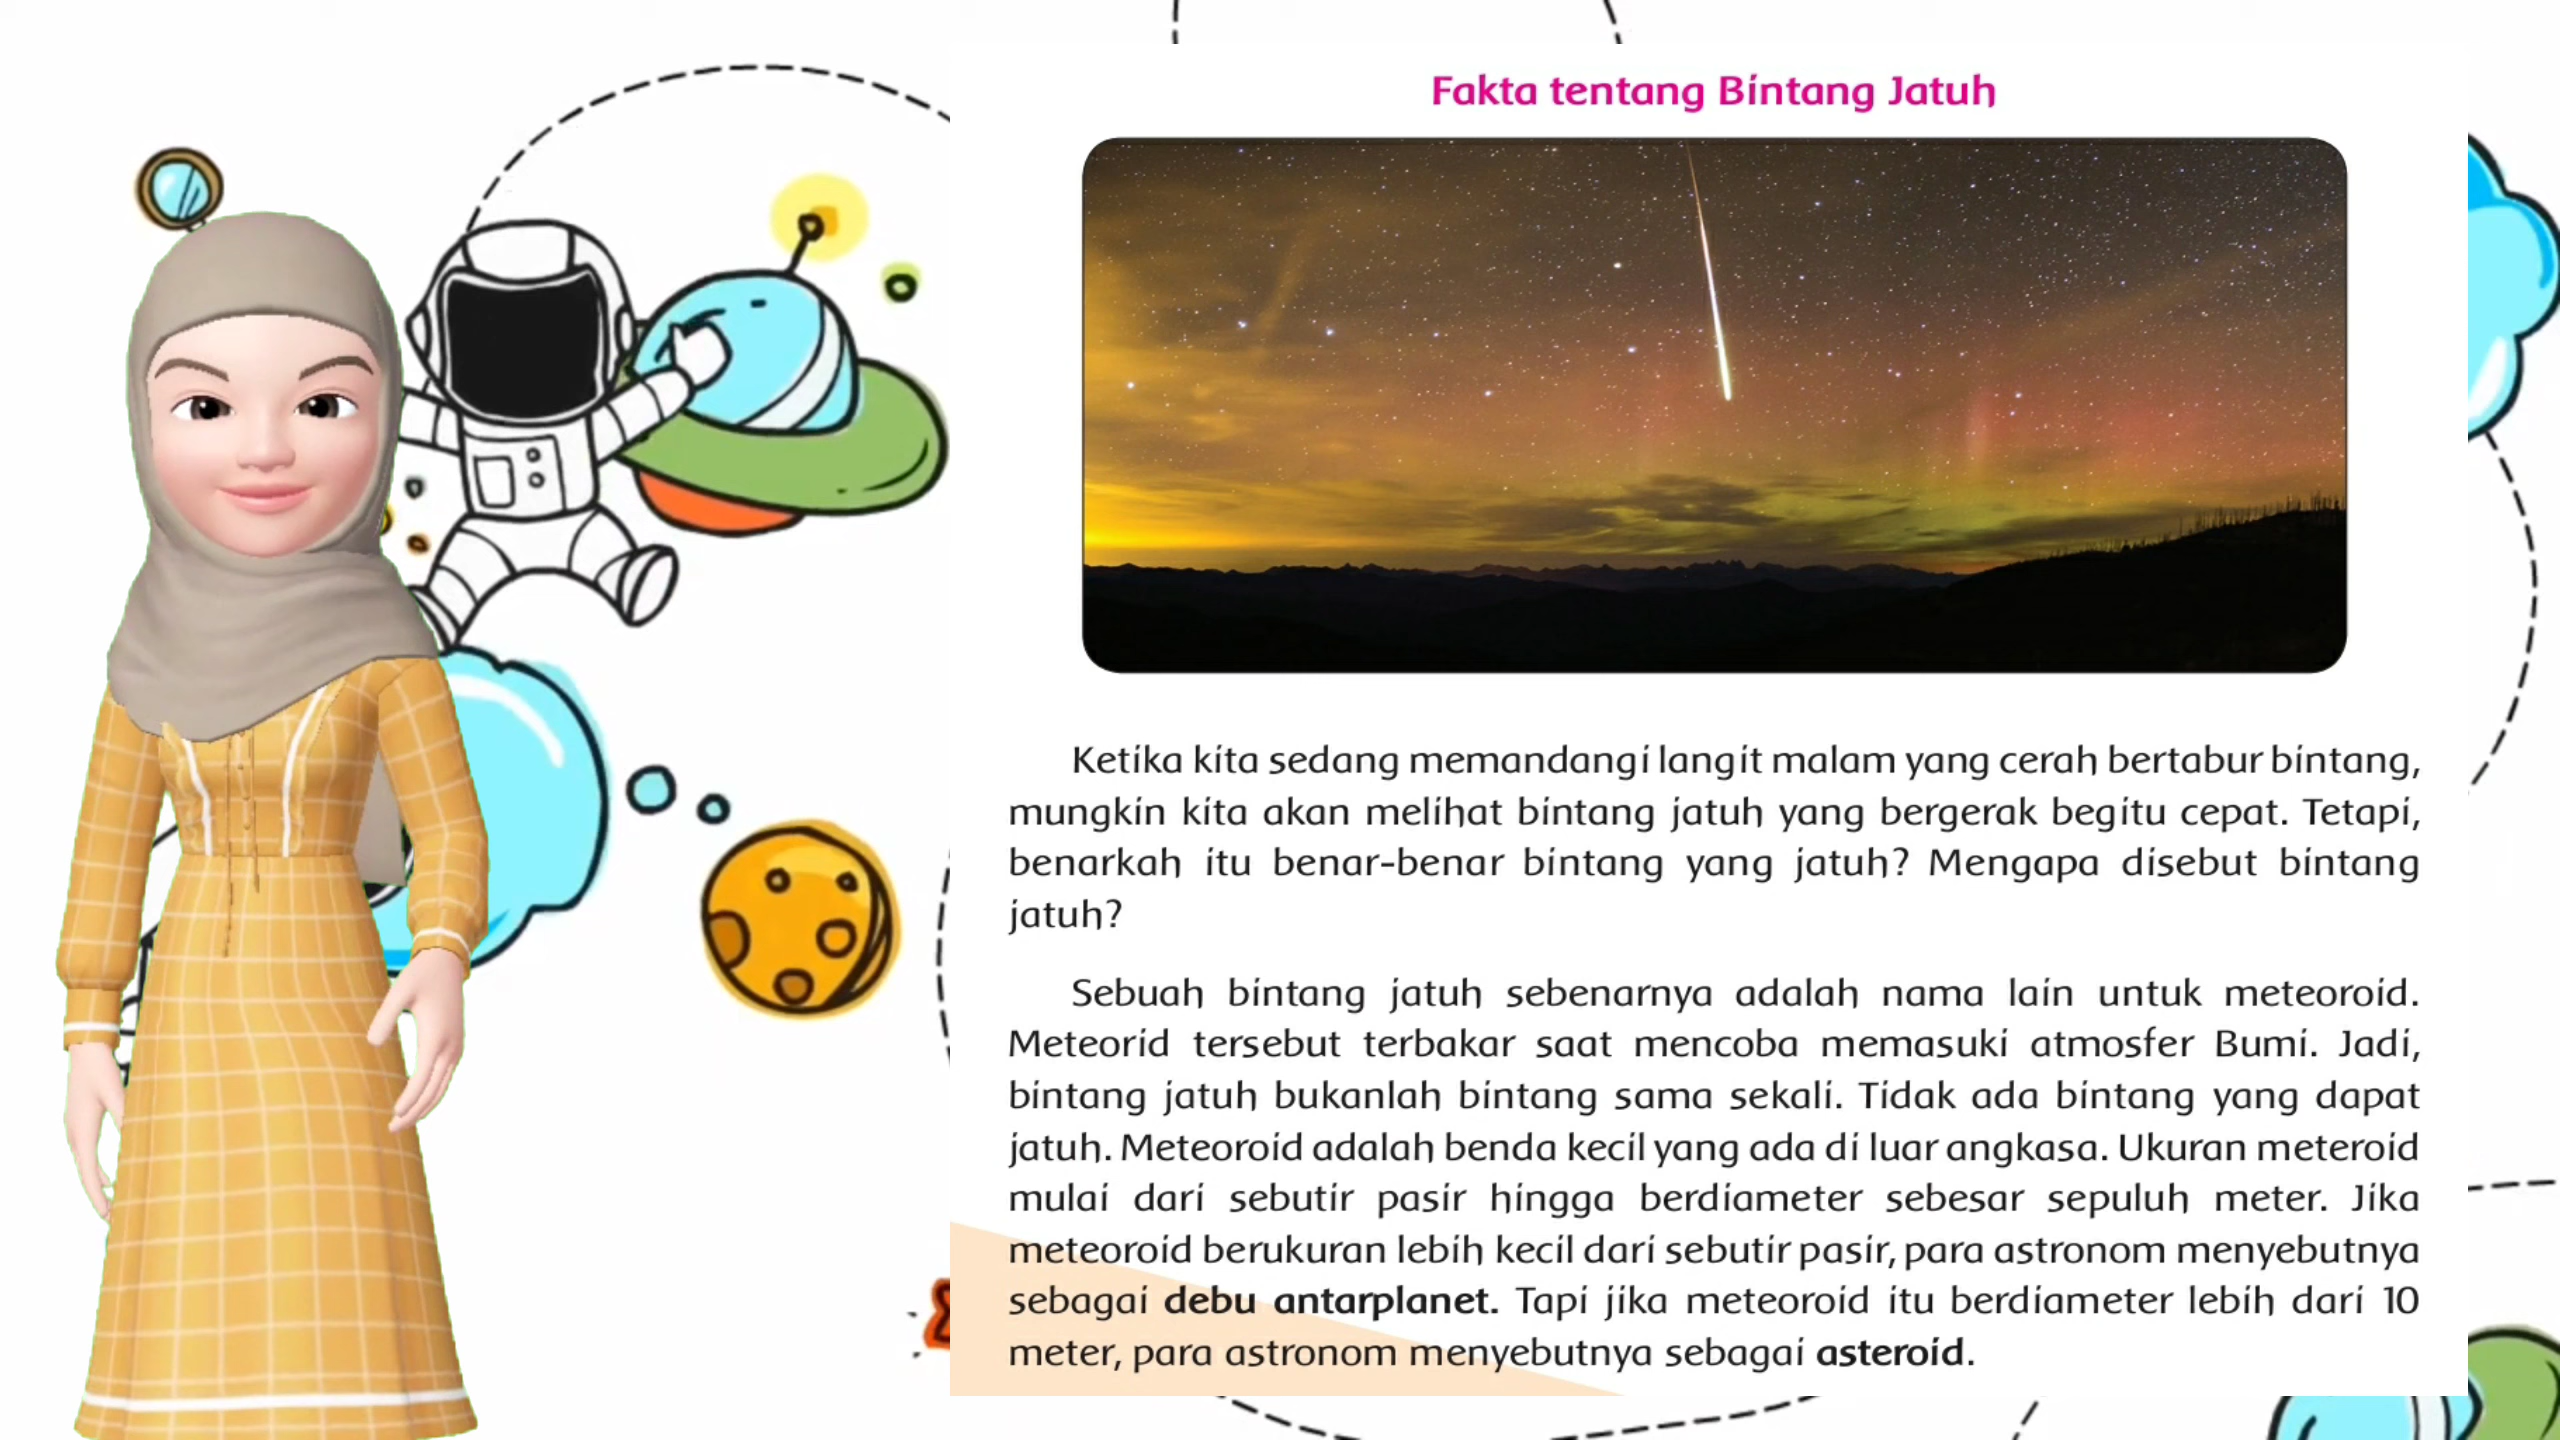 Fakta tentang Bintang Jatuh
Ketika kita sedang memandangi langit malam yang cerah bertabur bintang,
mungkin kita akan melihat bintang jatuh yang bergerak begitu cepat. Tetapi,
benarkah itu benar-benar bintang yang jatuh? Mengapa disebut bintang
jatuh?
Sebuah bintang jatuh sebenarnya adalah nama lain untuk meteoroid.
Meteorid tersebut terbakar saat mencoba memasuki atmosfer Bumi. Jadi,
bintang jatuh bukanlah bintang sama sekali. Tidak ada bintang yang dapat
jatuh. Meteoroid adalah benda kecil yang ada di luar angkasa. Ukuran meteroid
mulai dari sebutir pasir hingga berdiameter sebesar sepuluh meter. Jika
meteoroid berukuran lebih kecil dari sebutir pasir, para astronom menyebutnya
sebagai debu antarplanet. Tapi jika meteoroid itu berdiameter lebih dari 10
meter, para astronom menyebutnya sebagai asteroid.